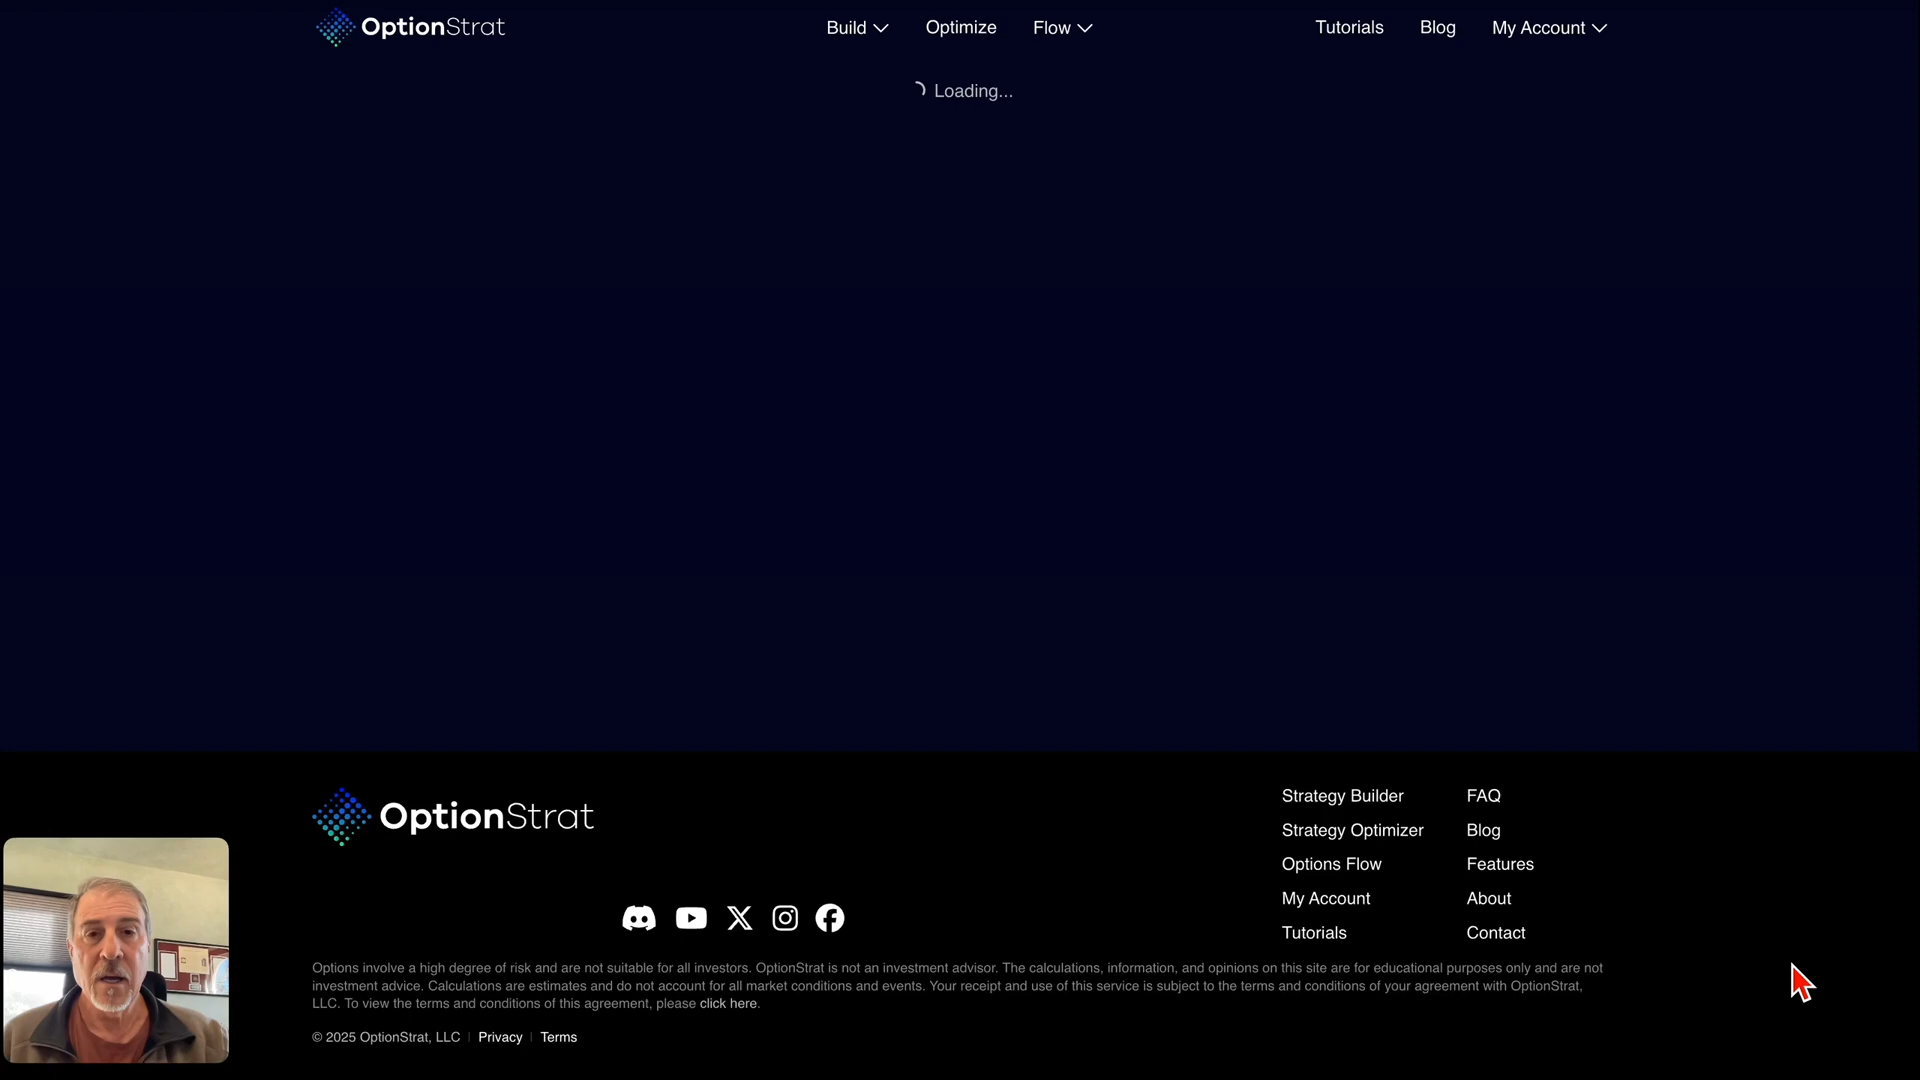 OptionStrat
Build
Optimize
Flow
Tutorials
Blog
My Account
Loading...
OptionStrat
Strategy Builder
FAQ
Strategy Optimizer
Blog
Options Flow
Features
My Account
About
Tutorials
Contact
Options involve a high degree of risk and are not suitable for all investors. OptionStrat is not an investment advisor. The calculations, information, and opinions on this site are for educational purposes only and are not
investment advice. Calculations are estimates and do not account for all market conditions and events. Your receipt and use of this service is subject to the terms and conditions of your agreement with OptionStrat,
LLC. To view the terms and conditions of this agreement, please click here.
© 2025 OptionStrat, LLC | Privacy | Terms